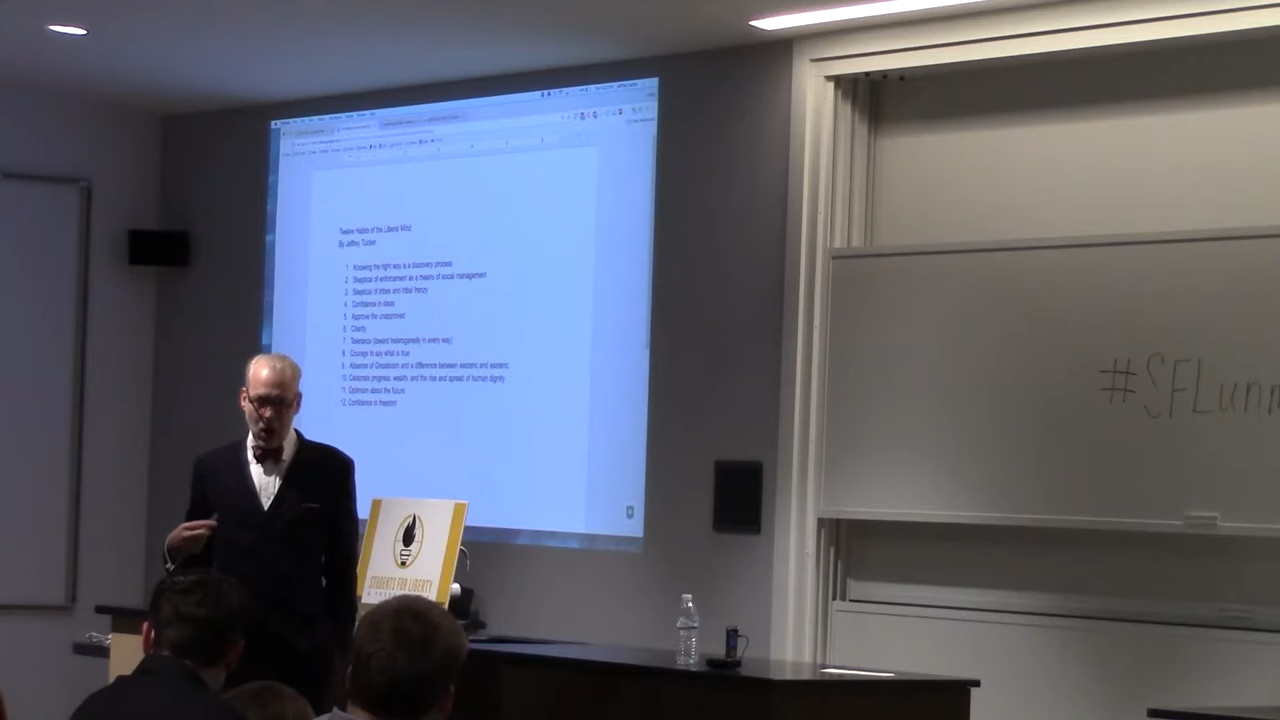 Twelve Habits of the Liberal Mind
By Jeffrey Tucker
1. Knowing the right way is a discovery process
2. Skeptical of enforcement as a means of social management
3. Skeptical of tribes and tribal frenzy
4. Confidence in ideas
5. Approve the unapproved
6. Charity
7. Tolerance (toward heterogeneity in every way)
8. Courage to say what is true
9. Absence of Gnosticism and a difference between esoteric and exoteric
10. Celebrate progress, wealth, and the rise and spread of human dignity
11. Optimism about the future
12. Confidence in freedom
STUDENTS FOR LIBERTY
#SFLunr